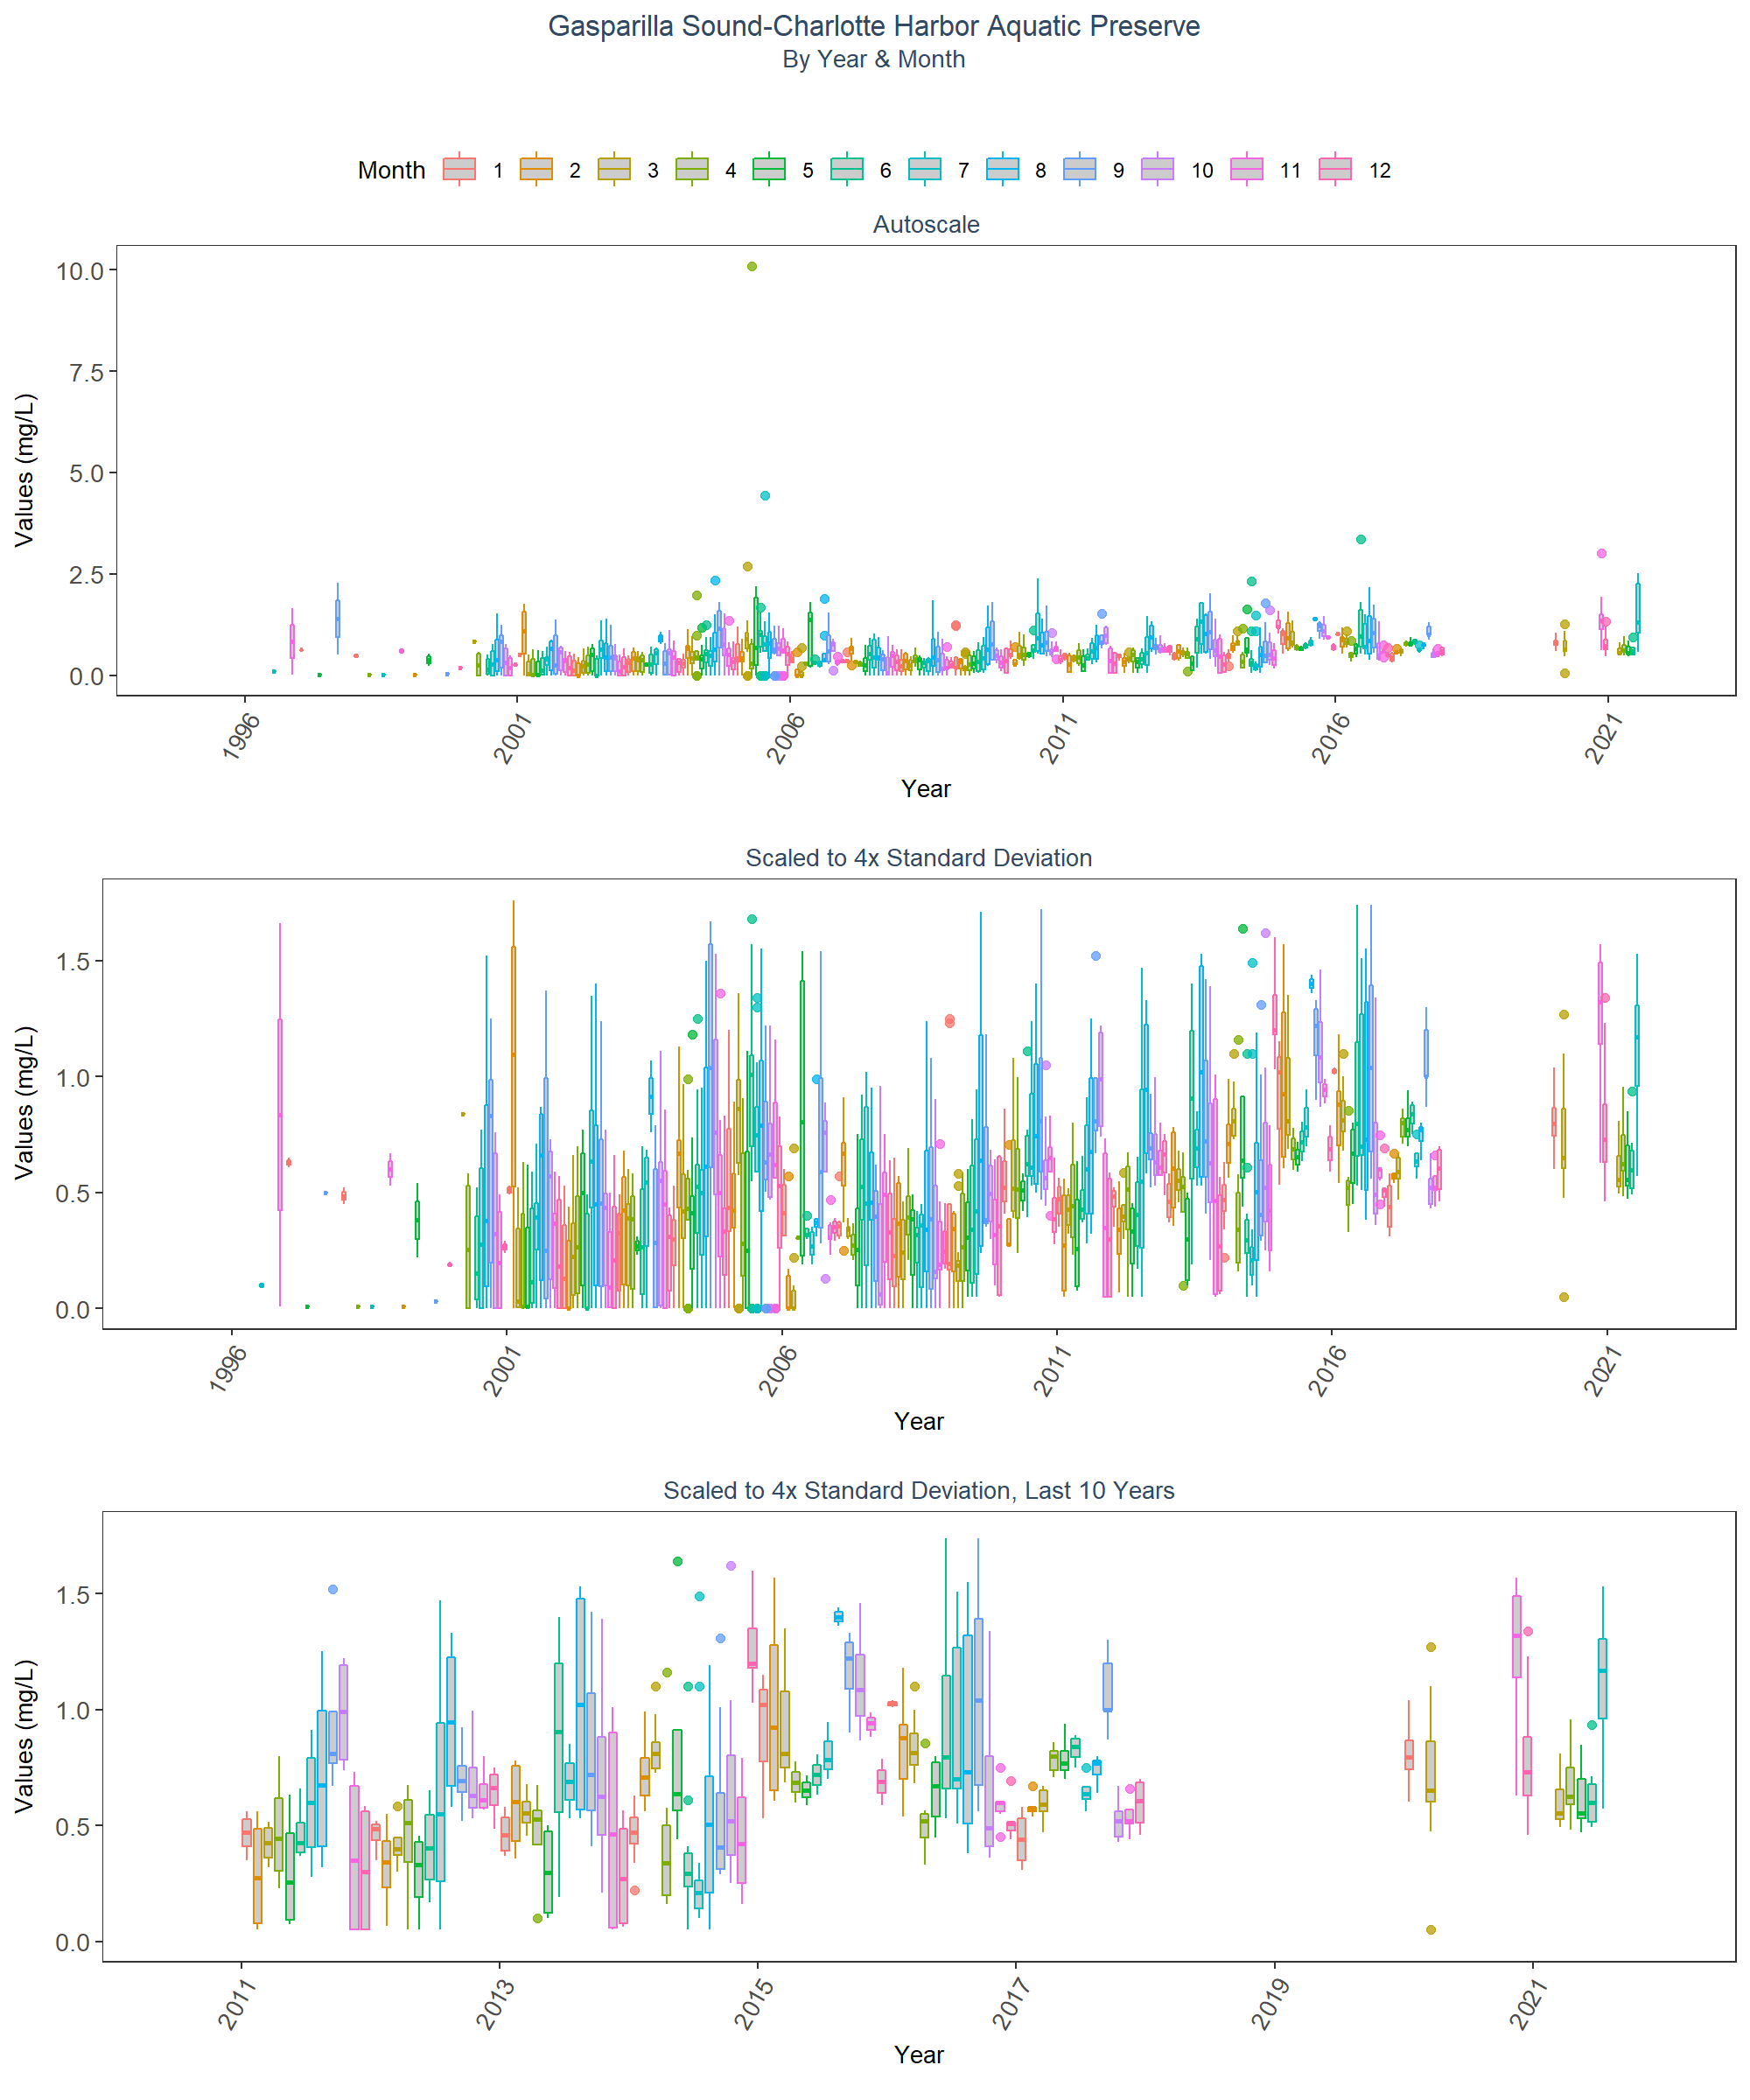 Gasparilla Sound-Charlotte Harbor Aquatic Preserve
By Year & Month
Month 1 2 3 4 5 6 7 8 9 10 11 12
Autoscale
Values (mg/L)
10.0
7.5
5.0
2.5
0.0
1996 2001 2006 2011 2016 2021
Year
Scaled to 4x Standard Deviation
Values (mg/L)
1.5
1.0
0.5
0.0
1996 2001 2006 2011 2016 2021
Year
Scaled to 4x Standard Deviation, Last 10 Years
Values (mg/L)
1.5
1.0
0.5
0.0
2011 2013 2015 2017 2019 2021
Year